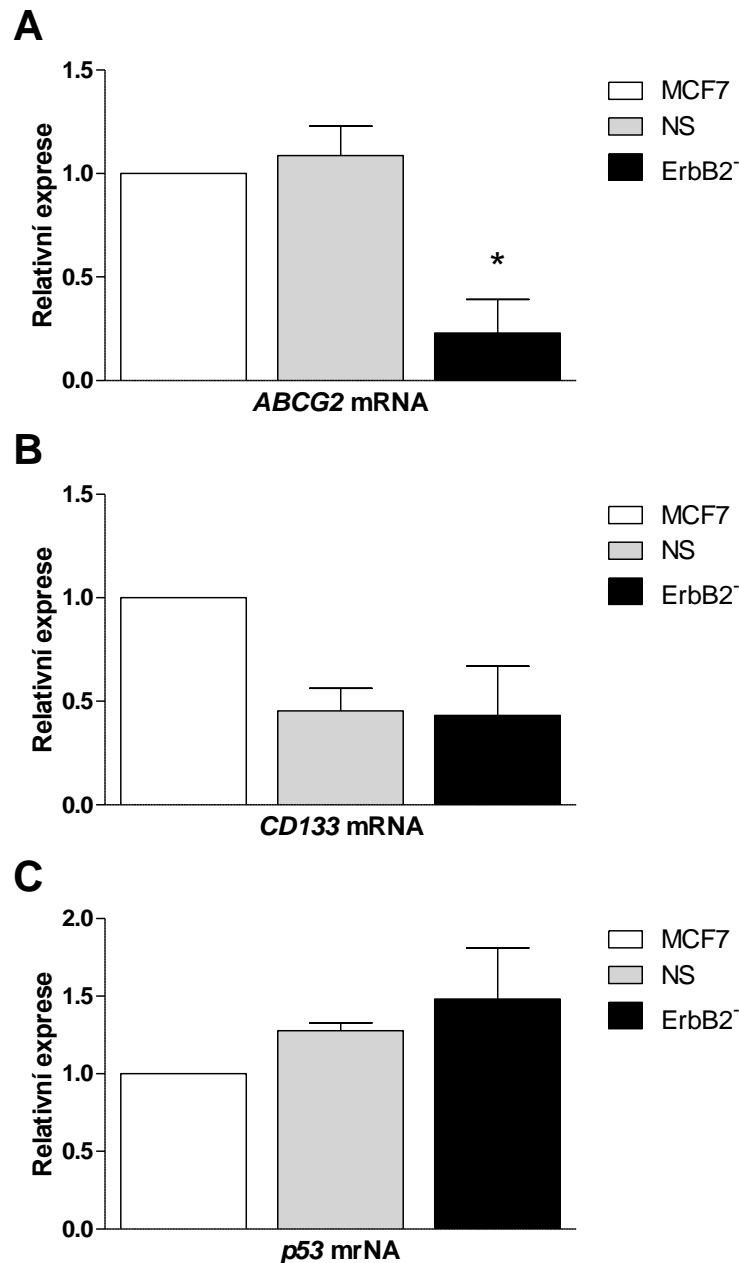 A
Relativní exprese
1.5
1.0
0.5
0.0
*
ABCG2 mRNA
MCF7
NS
ErbB2⁻
B
Relativní exprese
1.5
1.0
0.5
0.0
CD133 mRNA
MCF7
NS
ErbB2⁻
C
Relativní exprese
2.0
1.5
1.0
0.5
0.0
p53 mrNA
MCF7
NS
ErbB2⁻